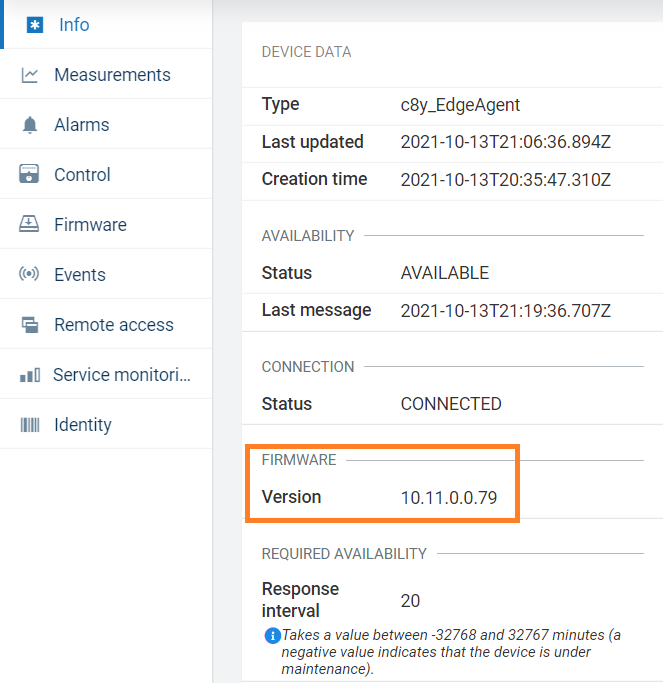 Info
Measurements
Alarms
Control
Firmware
Events
Remote access
Service monitori...
Identity
DEVICE DATA
Type c8y_EdgeAgent
Last updated 2021-10-13T21:06:36.894Z
Creation time 2021-10-13T20:35:47.310Z
AVAILABILITY
Status AVAILABLE
Last message 2021-10-13T21:19:36.707Z
CONNECTION
Status CONNECTED
FIRMWARE
Version 10.11.0.0.79
REQUIRED AVAILABILITY
Response
interval 20
Takes a value between -32768 and 32767 minutes (a
negative value indicates that the device is under
maintenance).